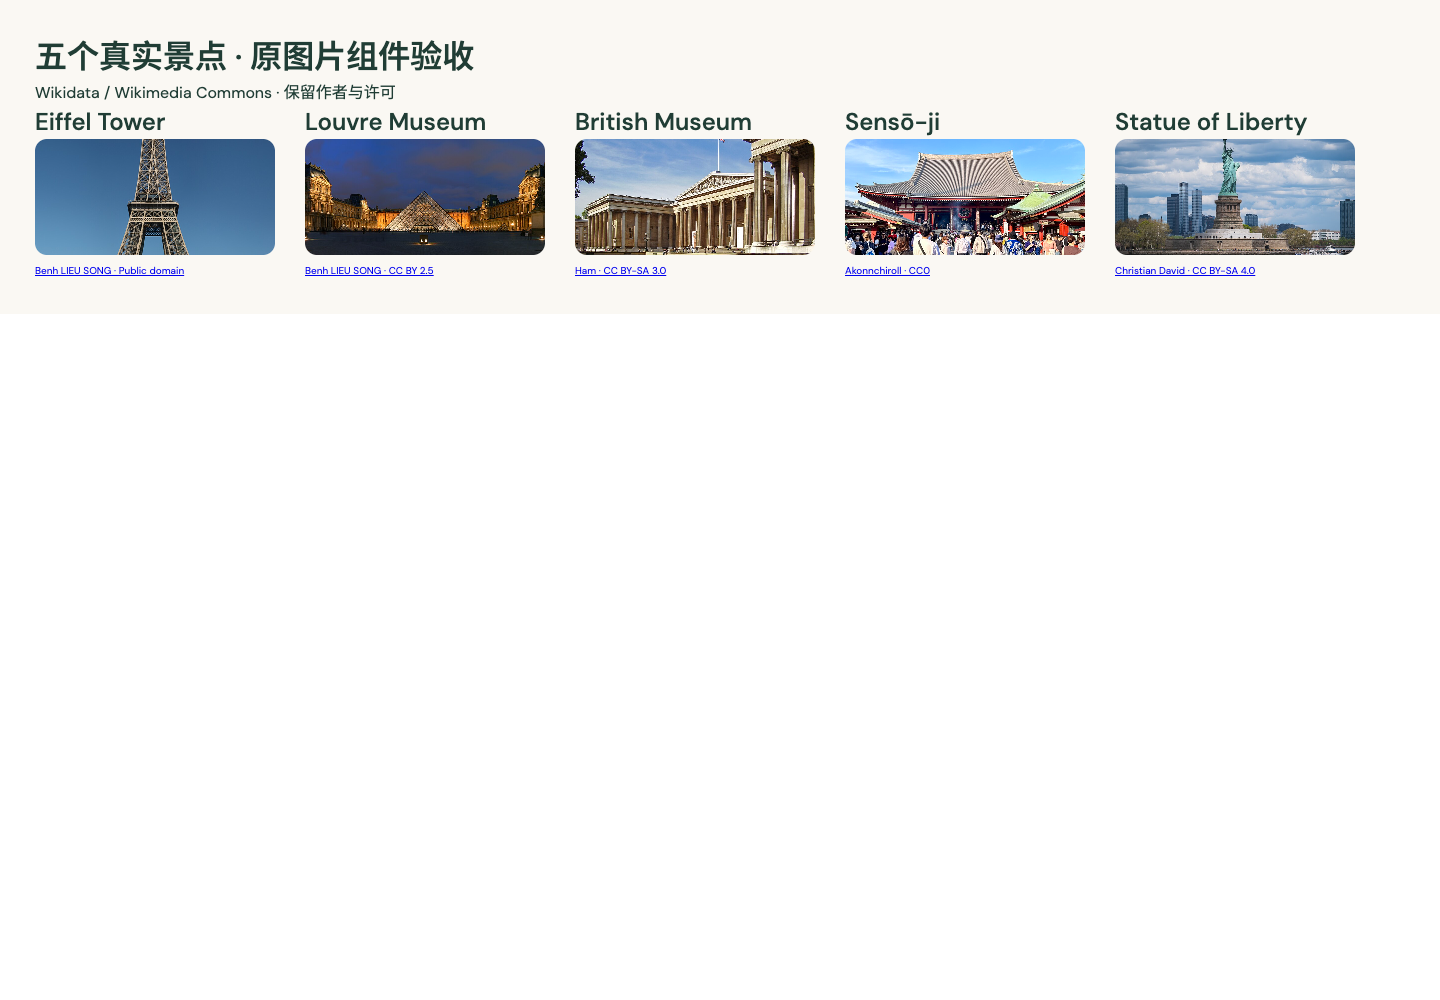 五个真实景点 · 原图片组件验收
Wikidata / Wikimedia Commons · 保留作者与许可
Eiffel Tower
Benh LIEU SONG · Public domain
Louvre Museum
Benh LIEU SONG · CC BY 2.5
British Museum
Ham · CC BY-SA 3.0
Sensō-ji
Akonnchiroll · CC0
Statue of Liberty
Christian David · CC BY-SA 4.0